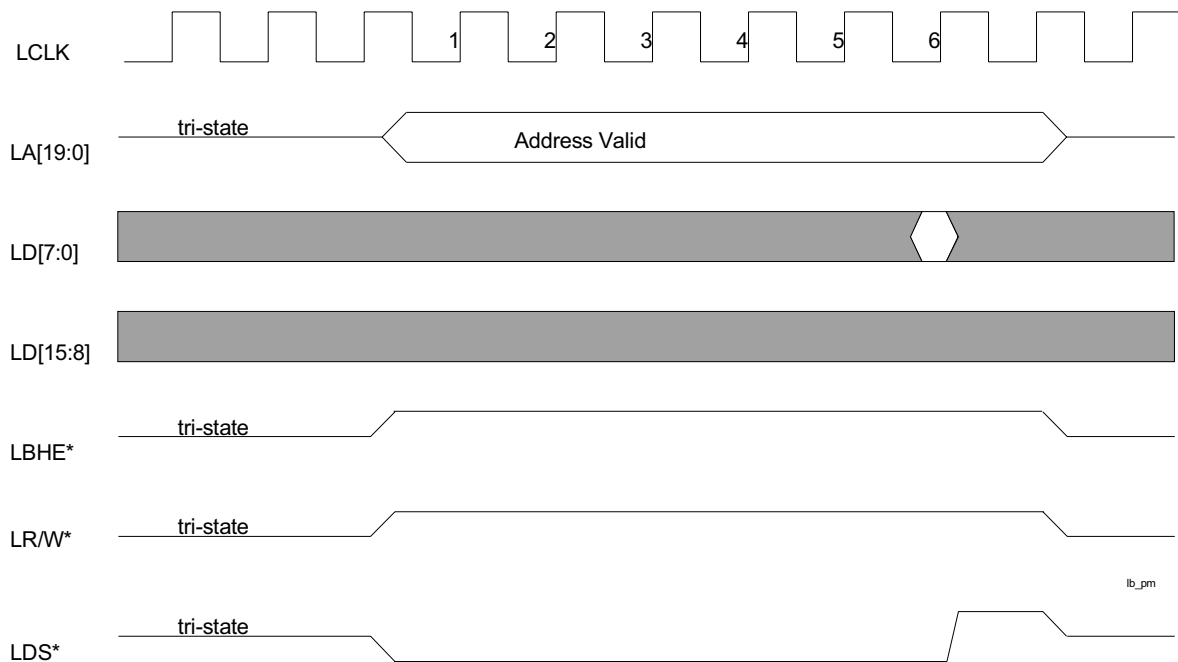 LCLK
1 2 3 4 5 6
tri-state
LA[19:0]
Address Valid
LD[7:0]
LD[15:8]
tri-state
LBHE*
tri-state
LR/W*
lb_pm
tri-state
LDS*